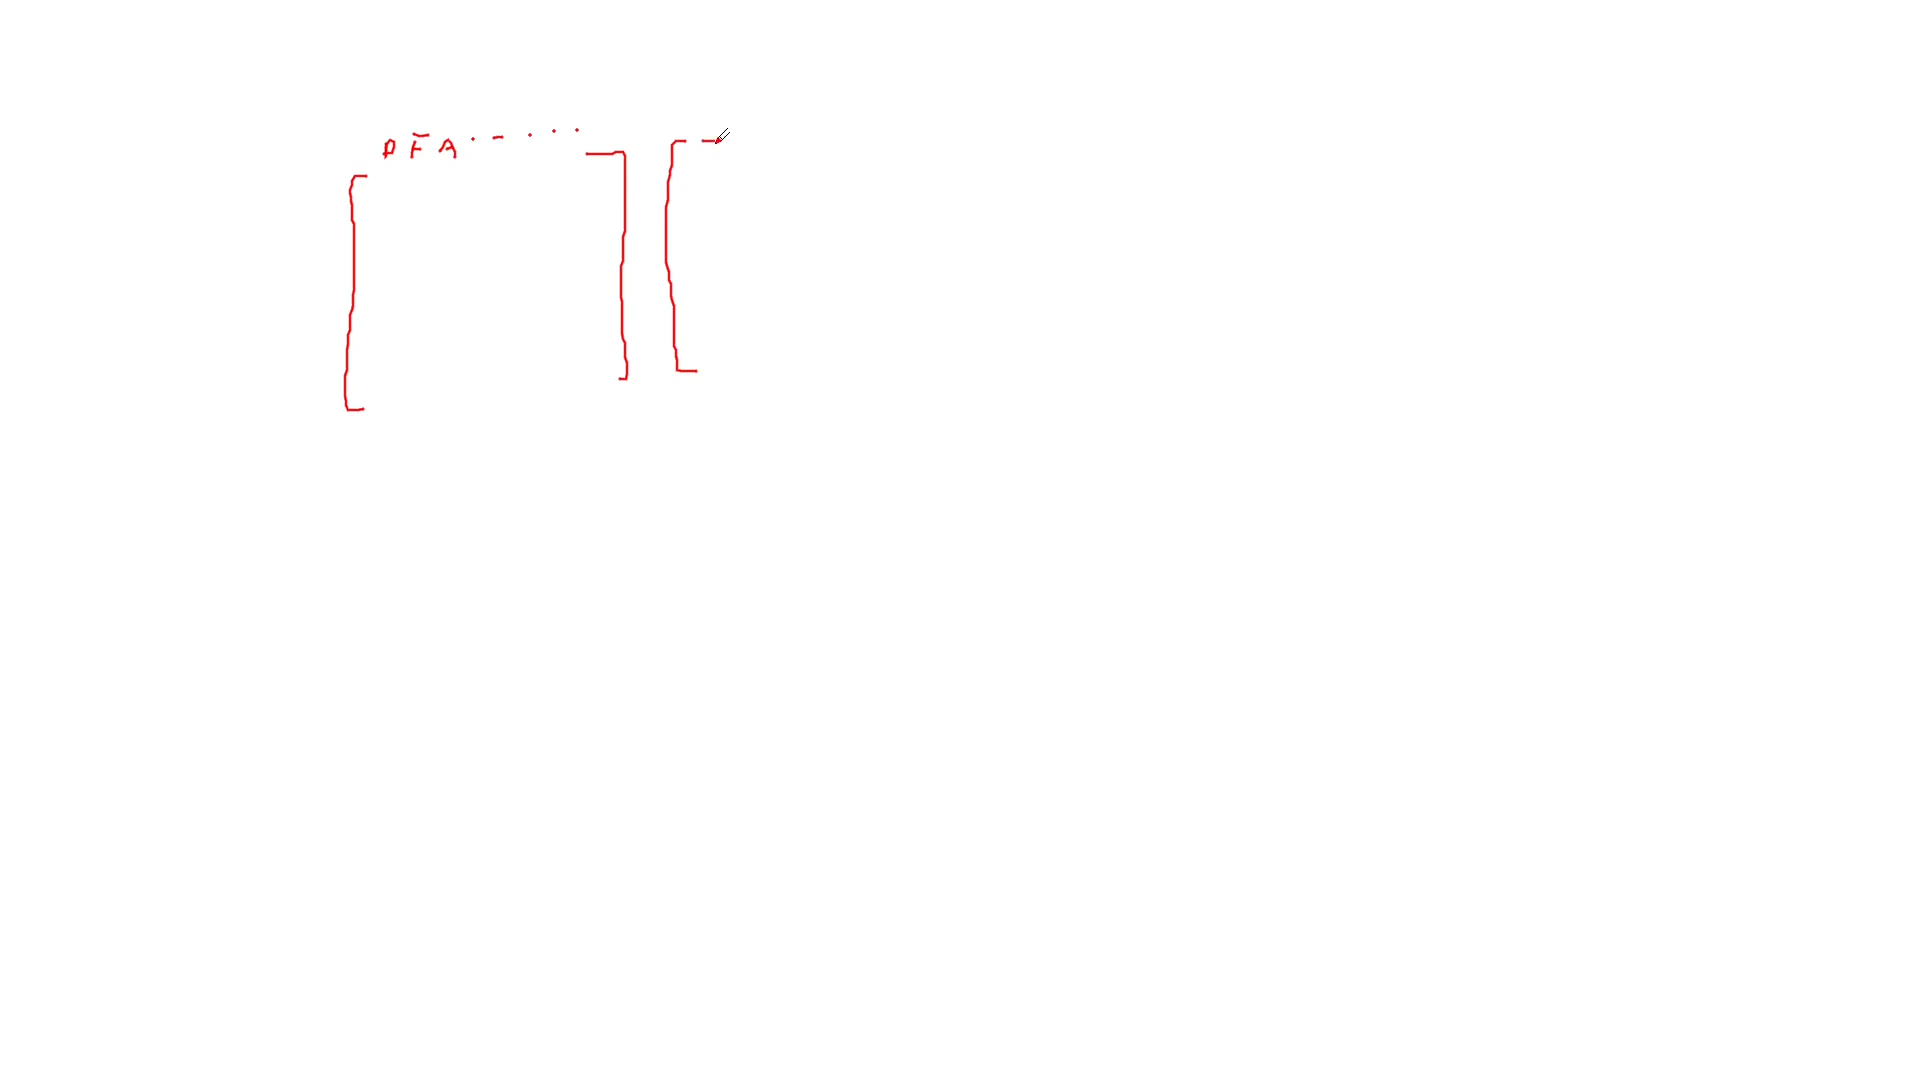 DFA . - . . .